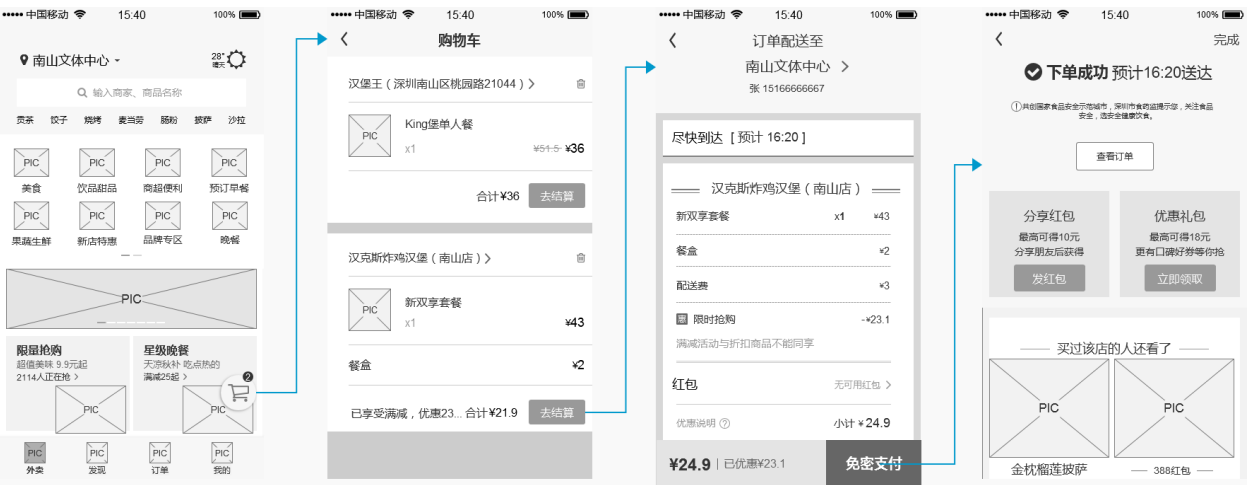 中国移动 15:40 100%
南山文体中心 28° 晴天
输入商家、商品名称
贡茶 饺子 烧烤 麦当劳 肠粉 披萨 沙拉
PIC PIC PIC PIC
美食 饮品甜品 商超便利 预订早餐
PIC PIC PIC PIC
果蔬生鲜 新店特惠 品牌专区 晚餐
PIC
限量抢购 星级晚餐
超值美味 9.9元起 天凉秋补 吃点热的
2114人正在抢 > 满减25起 >
2
PIC PIC
PIC PIC PIC PIC
外卖 发现 订单 我的
中国移动 15:40 100%
购物车
汉堡王（深圳南山区桃园路21044）
PIC
King堡单人餐
x1 ¥51.5 ¥36
合计¥36 去结算
汉克斯炸鸡汉堡（南山店）
PIC
新双享套餐
x1 ¥43
餐盒 ¥2
已享受满减，优惠23... 合计¥21.9 去结算
中国移动 15:40 100%
订单配送至
南山文体中心
张 15166666667
尽快到达［预计 16:20］
汉克斯炸鸡汉堡（南山店）
新双享套餐 x1 ¥43
餐盒 ¥2
配送费 ¥3
限时抢购 -¥23.1
满减活动与折扣商品不能同享
红包 无可用红包
优惠说明 ? 小计 ¥24.9
¥24.9 已优惠¥23.1 免密支付
中国移动 15:40 100%
完成
下单成功 预计16:20送达
共创国家食品安全示范城市，深圳市食药监提示您，关注食品
安全，选安全健康饮食。
查看订单
分享红包 优惠礼包
最高可得10元 最高可得18元
分享朋友后获得 更有口碑好券等你抢
发红包 立即领取
买过该店的人还看了
PIC PIC
金枕榴莲披萨 388红包